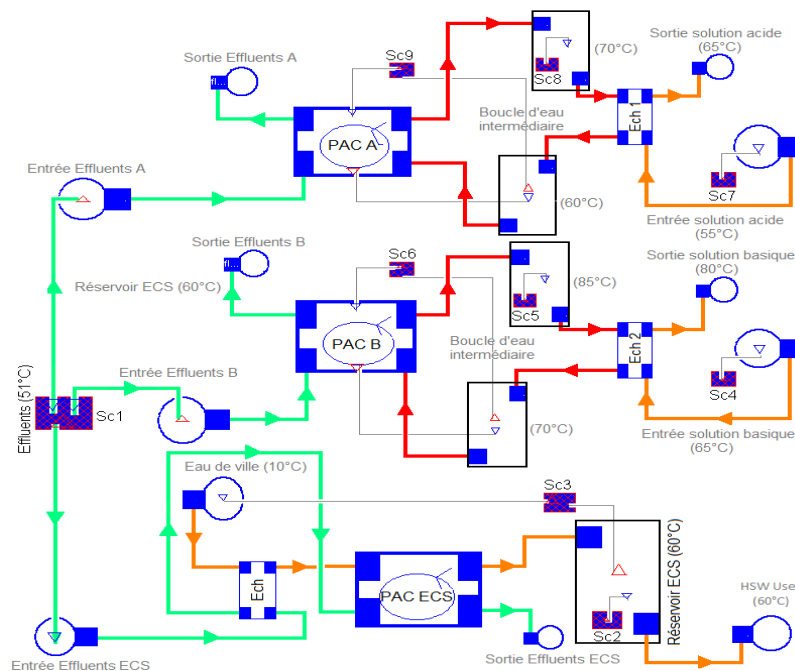 Sortie Effluents A
Sc9
(70°C)
Sc8
Sortie solution acide
(65°C)
PAC A
Boucle d'eau
intermédiaire
Ech 1
Entrée Effluents A
(60°C)
Sc7
Entrée solution acide
(55°C)
Sortie Effluents B
Sc6
Sortie solution basique
(80°C)
Réservoir ECS (60°C)
(85°C)
Sc5
PAC B
Boucle d'eau
intermédiaire
Ech 2
Entrée Effluents B
Sc4
Effluents (51°C)
Sc1
(70°C)
Entrée solution basique
(65°C)
Eau de ville (10°C)
Sc3
Ech
PAC ECS
Réservoir ECS (60°C)
Sc2
HSW Use
(60°C)
Entrée Effluents ECS
Sortie Effluents ECS